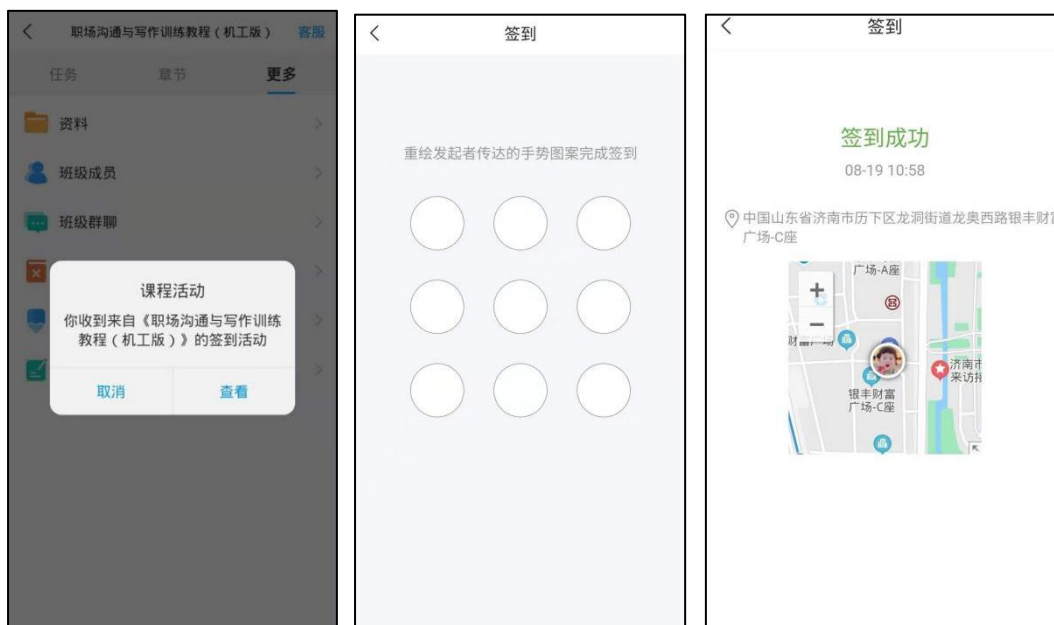 职场沟通与写作训练教程（机工版）
客服
任务
章节
更多
资料
班级成员
班级群聊
课程活动
你收到来自《职场沟通与写作训练
教程（机工版）》的签到活动
取消
查看
签到
重绘发起者传达的手势图案完成签到
签到
签到成功
08-19 10:58
中国山东省济南市历下区龙洞街道龙奥西路银丰财富
广场-C座
广场-A座
济南市
来访接
银丰财富
广场-C座